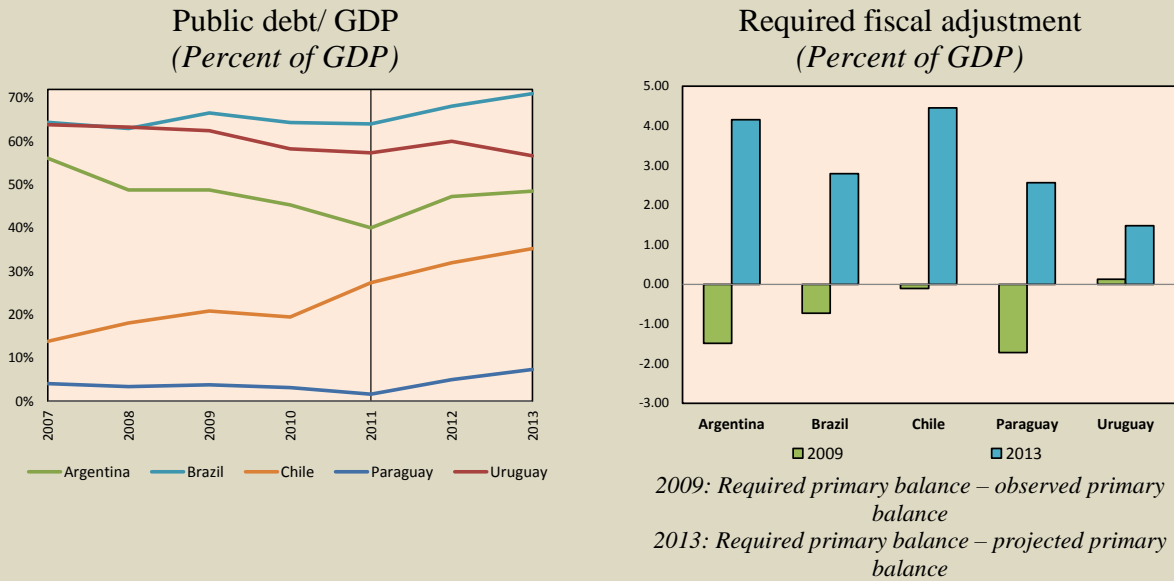 Public debt/ GDP
(Percent of GDP)
70%
60%
50%
40%
30%
20%
10%
0%
2007
2008
2009
2010
2011
2012
2013
Argentina
Brazil
Chile
Paraguay
Uruguay
Required fiscal adjustment
(Percent of GDP)
5.00
4.00
3.00
2.00
1.00
0.00
-1.00
-2.00
-3.00
Argentina
Brazil
Chile
Paraguay
Uruguay
2009
2013
2009: Required primary balance – observed primary
balance
2013: Required primary balance – projected primary
balance